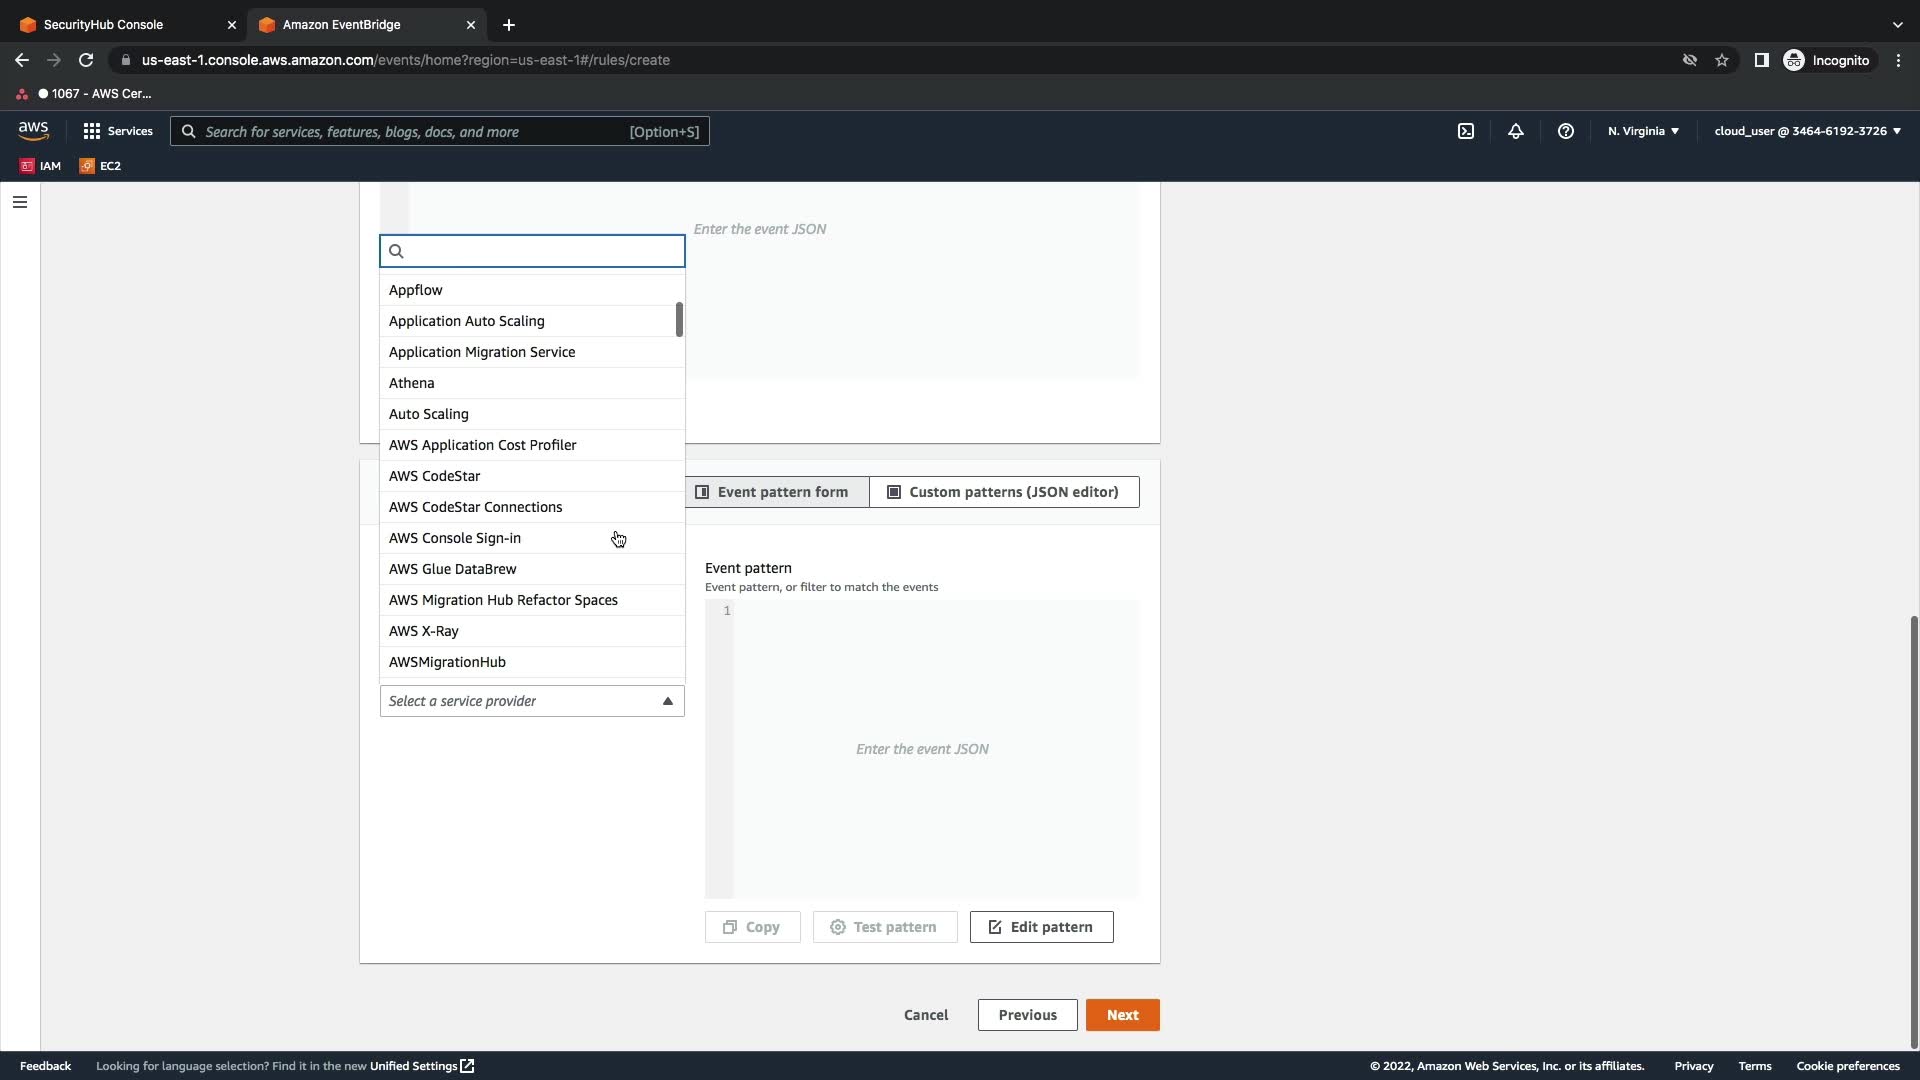 SecurityHub Console
Amazon EventBridge
us-east-1.console.aws.amazon.com/events/home?region=us-east-1#/rules/create
Incognito
1067 - AWS Cer...
aws
Services
Search for services, features, blogs, docs, and more
[Option+S]
N. Virginia
cloud_user @ 3464-6192-3726
IAM
EC2
Enter the event JSON
Appflow
Application Auto Scaling
Application Migration Service
Athena
Auto Scaling
AWS Application Cost Profiler
AWS CodeStar
AWS CodeStar Connections
AWS Console Sign-in
AWS Glue DataBrew
AWS Migration Hub Refactor Spaces
AWS X-Ray
AWSMigrationHub
Select a service provider
Event pattern form
Custom patterns (JSON editor)
Event pattern
Event pattern, or filter to match the events
1
Enter the event JSON
Copy
Test pattern
Edit pattern
Cancel
Previous
Next
Feedback
Looking for language selection? Find it in the new Unified Settings
© 2022, Amazon Web Services, Inc. or its affiliates.
Privacy
Terms
Cookie preferences